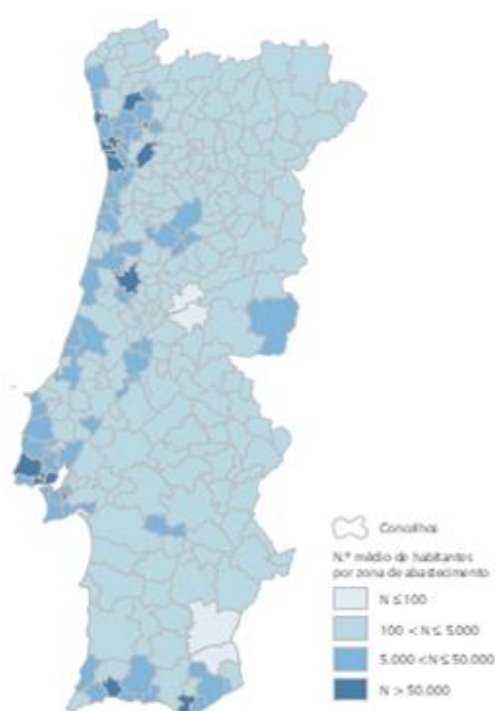 Concelhos
N.º médio de habitantes
por zona de abastecimento
N ≤ 100
100 < N ≤ 5.000
5.000 < N ≤ 50.000
N > 50.000